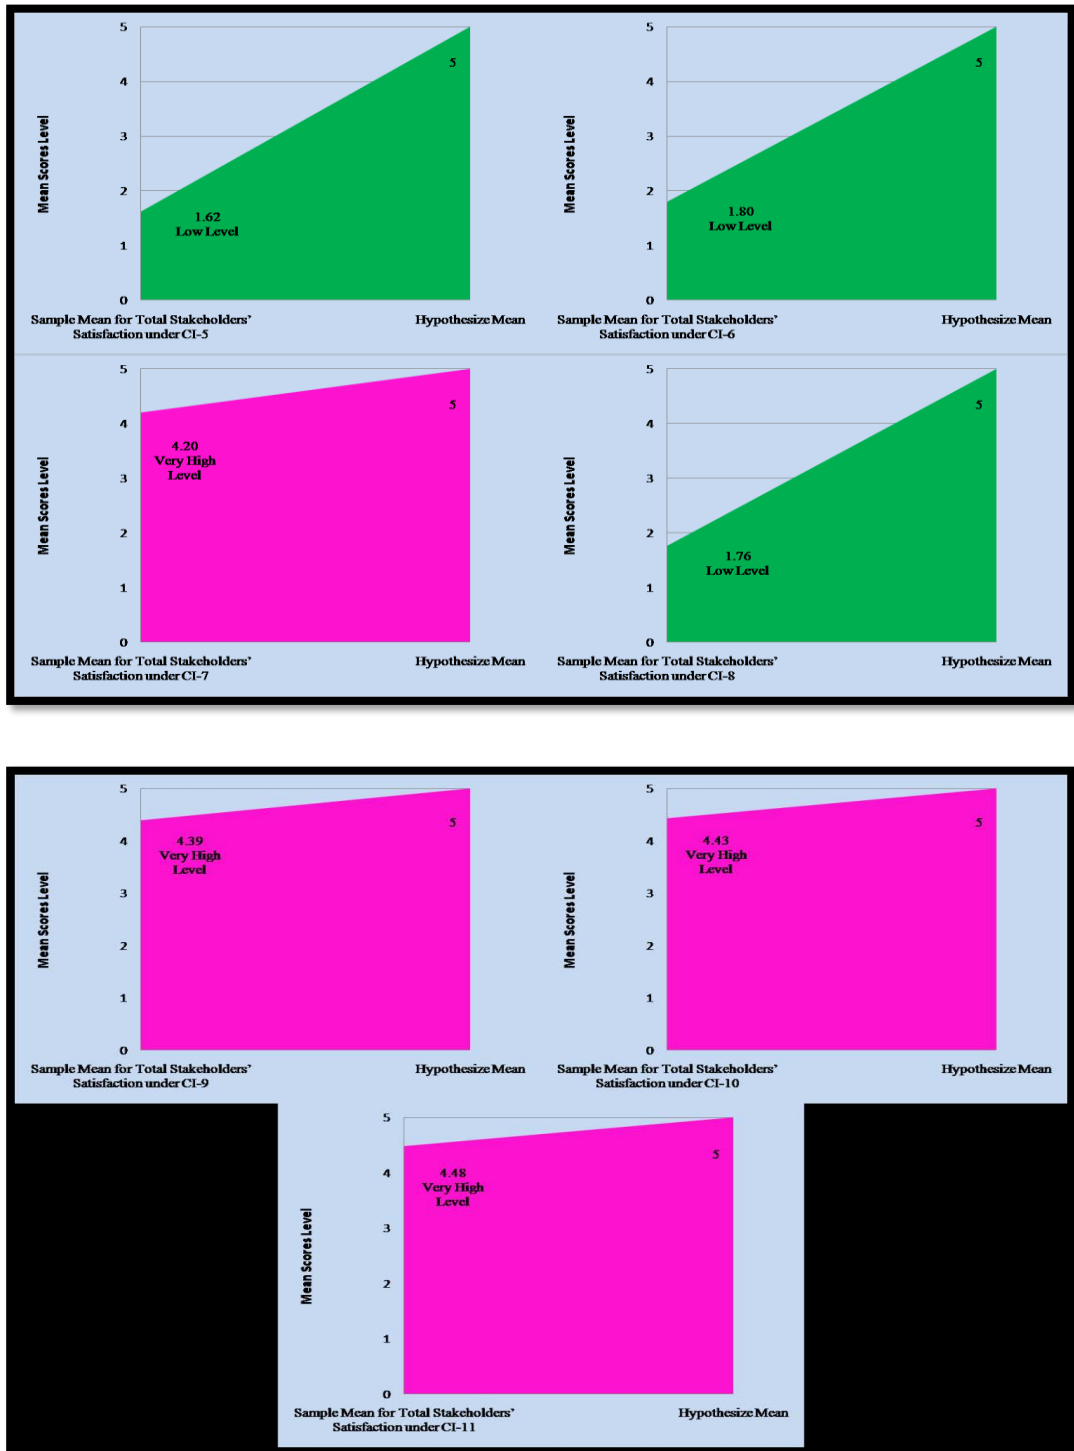 5
4
3
2
1
0
Mean Scores Level
5
1.62
Low Level
Sample Mean for Total Stakeholders'
Satisfaction under CI-5
Hypothesize Mean
5
4
3
2
1
0
Mean Scores Level
5
1.80
Low Level
Sample Mean for Total Stakeholders'
Satisfaction under CI-6
Hypothesize Mean
5
4
3
2
1
0
Mean Scores Level
5
4.20
Very High
Level
Sample Mean for Total Stakeholders'
Satisfaction under CI-7
Hypothesize Mean
5
4
3
2
1
0
Mean Scores Level
5
1.76
Low Level
Sample Mean for Total Stakeholders'
Satisfaction under CI-8
Hypothesize Mean
5
4
3
2
1
0
Mean Scores Level
5
4.39
Very High
Level
Sample Mean for Total Stakeholders'
Satisfaction under CI-9
Hypothesize Mean
5
4
3
2
1
0
Mean Scores Level
5
4.43
Very High
Level
Sample Mean for Total Stakeholders'
Satisfaction under CI-10
Hypothesize Mean
5
4
3
2
1
0
Mean Scores Level
5
4.48
Very High
Level
Sample Mean for Total Stakeholders'
Satisfaction under CI-11
Hypothesize Mean